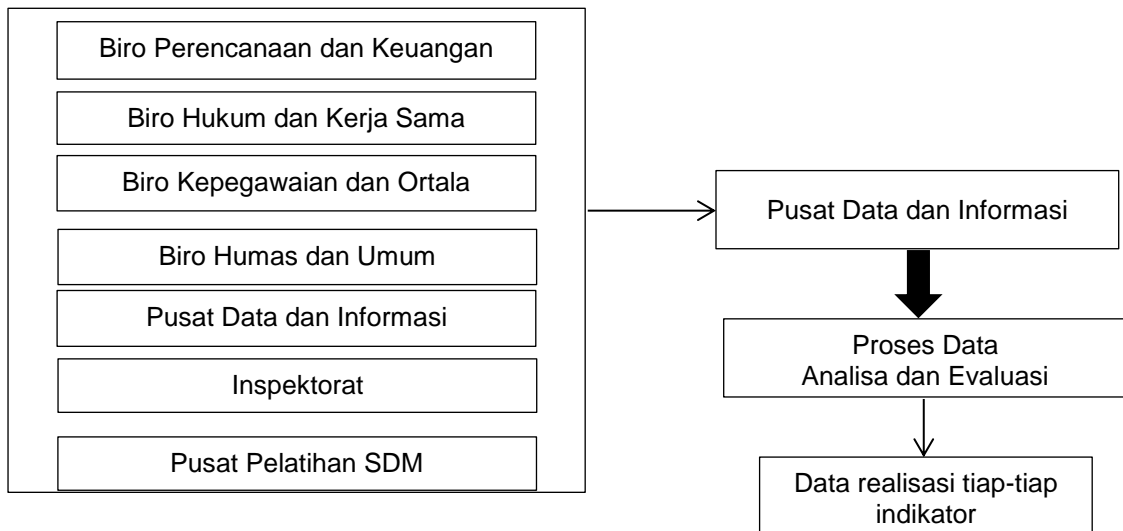 Biro Perencanaan dan Keuangan
Biro Hukum dan Kerja Sama
Biro Kepegawaian dan Ortala
Biro Humas dan Umum
Pusat Data dan Informasi
Inspektorat
Pusat Pelatihan SDM
Pusat Data dan Informasi
Proses Data
Analisa dan Evaluasi
Data realisasi tiap-tiap
indikator